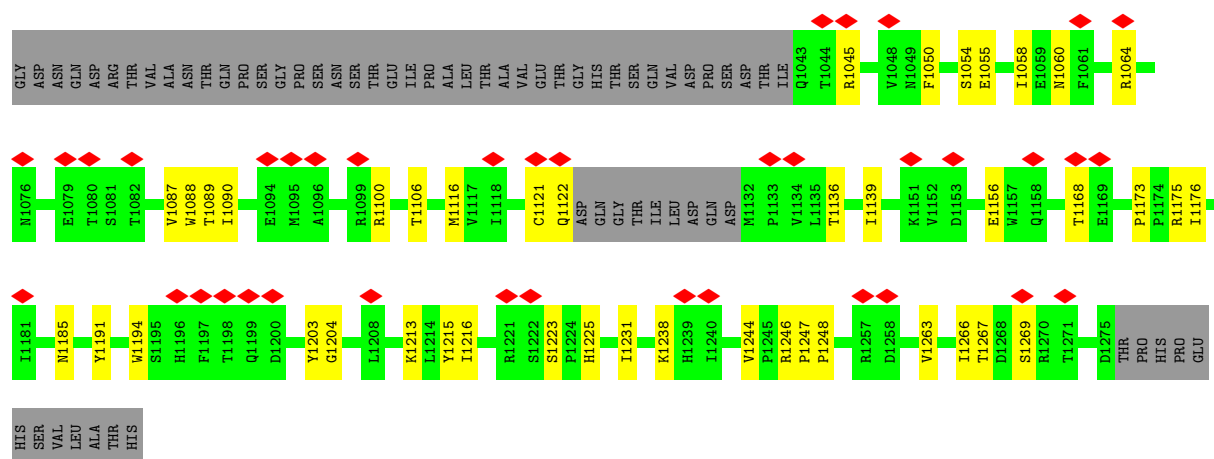 GLY ASP ASN GLN ASP ARG THR VAL ALA ASN THR GLN PRO SER GLY PRO SER ASN SER THR GLU ILE PRO ALA LEU THR ALA VAL GLU THR GLY HIS THR SER GLN VAL ASP PRO SER ASP THR ILE Q1043 T1044 R1045 V1048 N1049 F1050 S1054 E1055 I1058 E1059 N1060 F1061 R1064
N1076 E1079 T1080 S1081 T1082 V1087 W1088 T1089 I1090 E1094 M1095 A1096 R1099 R1100 T1106 M1116 V1117 I1118 C1121 Q1122 ASP GLN GLY THR ILE LEU ASP GLN ASP M1132 P1133 V1134 L1135 T1136 I1139 K1151 V1152 D1153 E1156 W1157 Q1158 T1168 E1169 P1173 P1174 R1175 I1176
I1181 N1185 Y1191 W1194 S1195 H1196 F1197 T1198 Q1199 D1200 Y1203 G1204 L1208 K1213 L1214 Y1215 I1216 R1221 S1222 S1223 P1224 H1225 I1231 K1238 H1239 I1240 V1244 P1245 R1246 P1247 P1248 R1257 D1258 V1263 I1266 T1267 D1268 S1269 R1270 T1271 D1275 THR PRO HIS PRO GLU
HIS SER VAL LEU ALA THR HIS